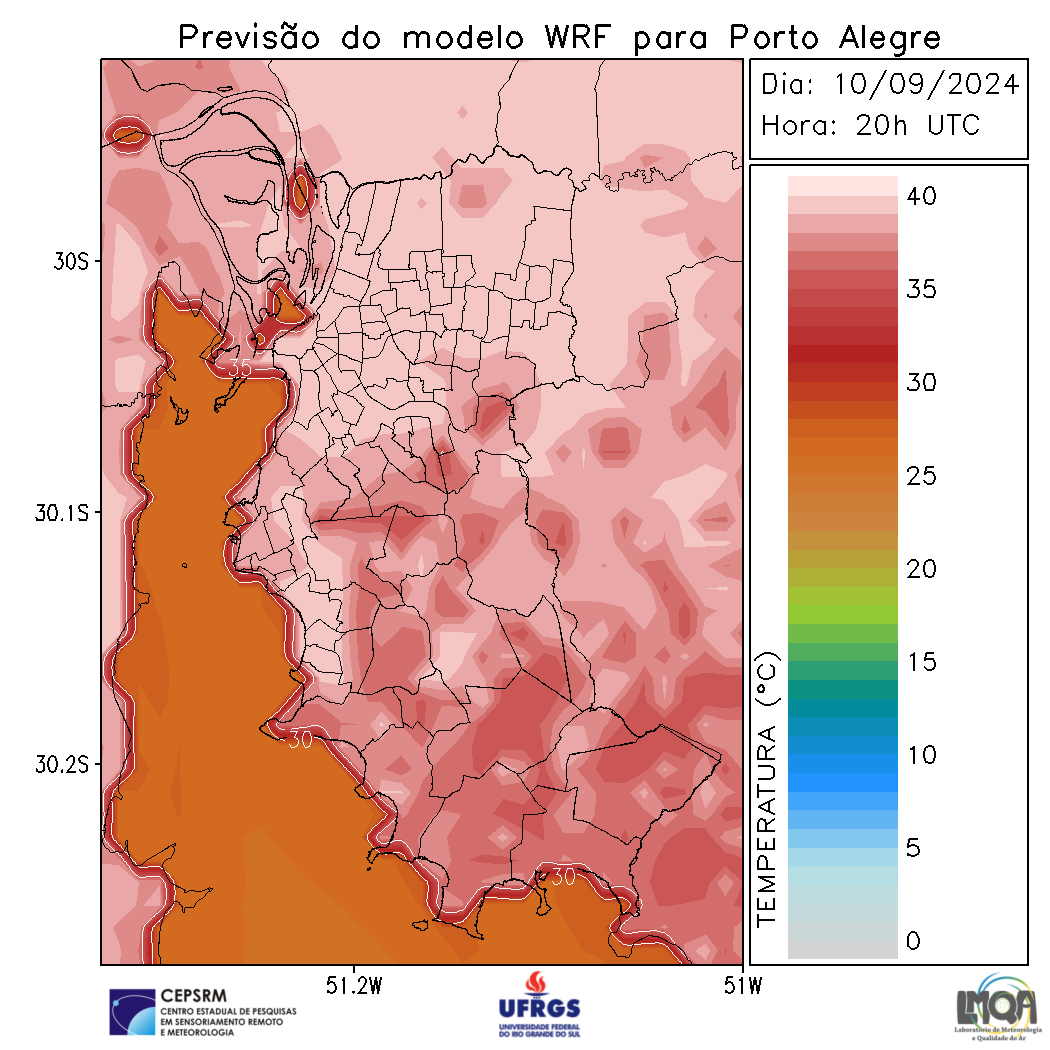 Previsão do modelo WRF para Porto Alegre
Dia: 10/09/2024
Hora: 20h UTC
30S
30.1S
30.2S
51.2W
51W
35
30
30
TEMPERATURA (°C)
40
35
30
25
20
15
10
5
0
CEPSRM
CENTRO ESTADUAL DE PESQUISAS
EM SENSORIAMENTO REMOTO
E METEOROLOGIA
UFRGS
UNIVERSIDADE FEDERAL
DO RIO GRANDE DO SUL
LMQA
Laboratório de Meteorologia
e Qualidade do Ar